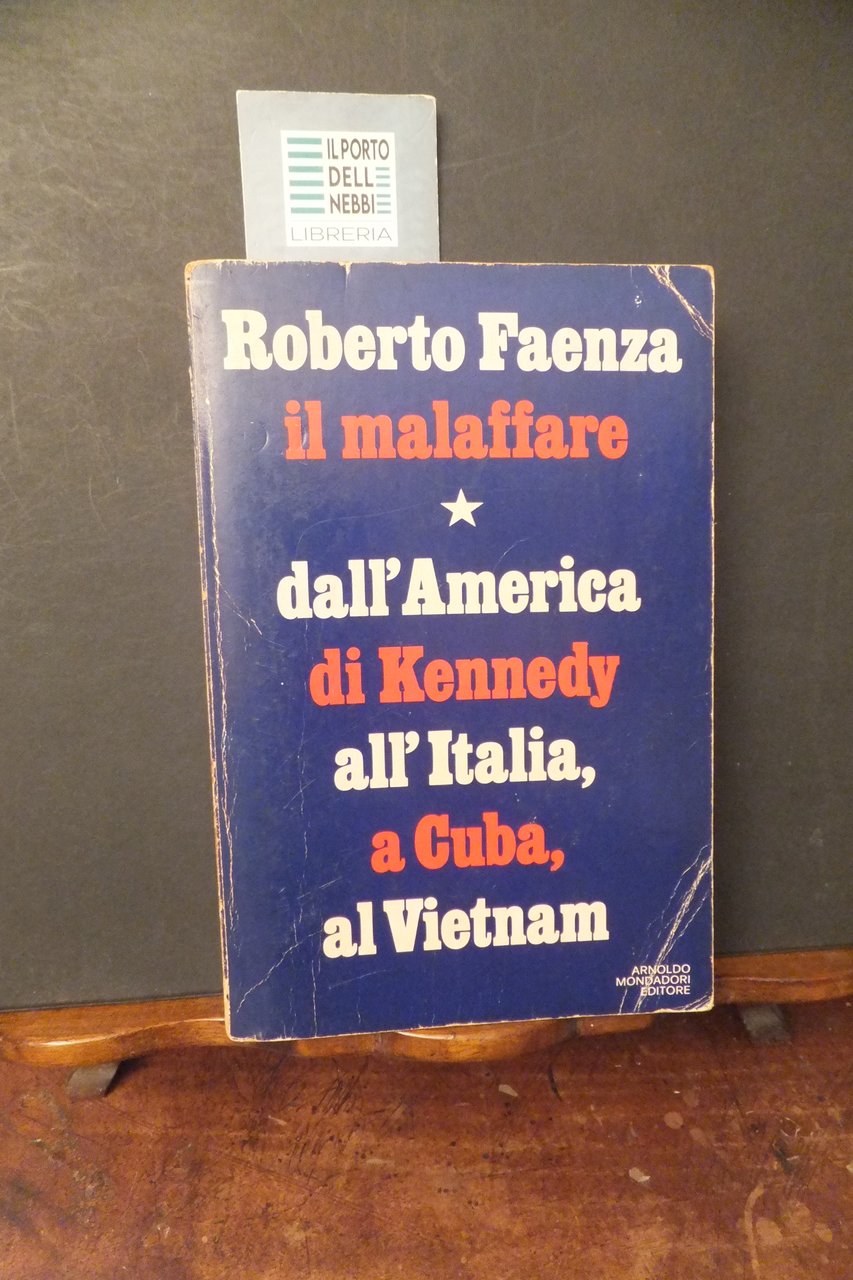 IL PORTO
DELL
NEBBI
LIBRERIA
Roberto Faenza
il malaffare
dall'America
di Kennedy
all'Italia,
a Cuba,
al Vietnam
ARNOLDO
MONDADORI
EDITORE